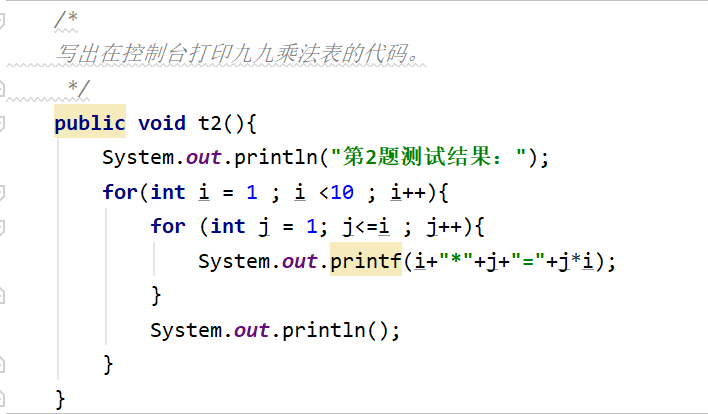 /*
写出在控制台打印九九乘法表的代码。
*/
public void t2(){
System.out.println("第2题测试结果：");
for(int i = 1 ; i <10 ; i++){
for (int j = 1; j<=i ; j++){
System.out.printf(i+"*"+j+"="+j*i);
}
System.out.println();
}
}